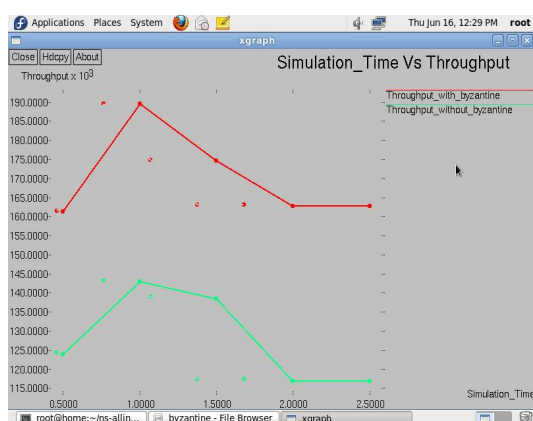 Applications Places System Thu Jun 16, 12:29 PM root
xgraph
Close Hdcpy About
Simulation_Time Vs Throughput
Throughput x 10³
Throughput_with_byzantine
Throughput_without_byzantine
190.0000
185.0000
180.0000
175.0000
170.0000
165.0000
160.0000
155.0000
150.0000
145.0000
140.0000
135.0000
130.0000
125.0000
120.0000
115.0000
Simulation_Time
0.5000 1.0000 1.5000 2.0000 2.5000
root@home:~/ns-allin... byzantine - File Browser xgraph